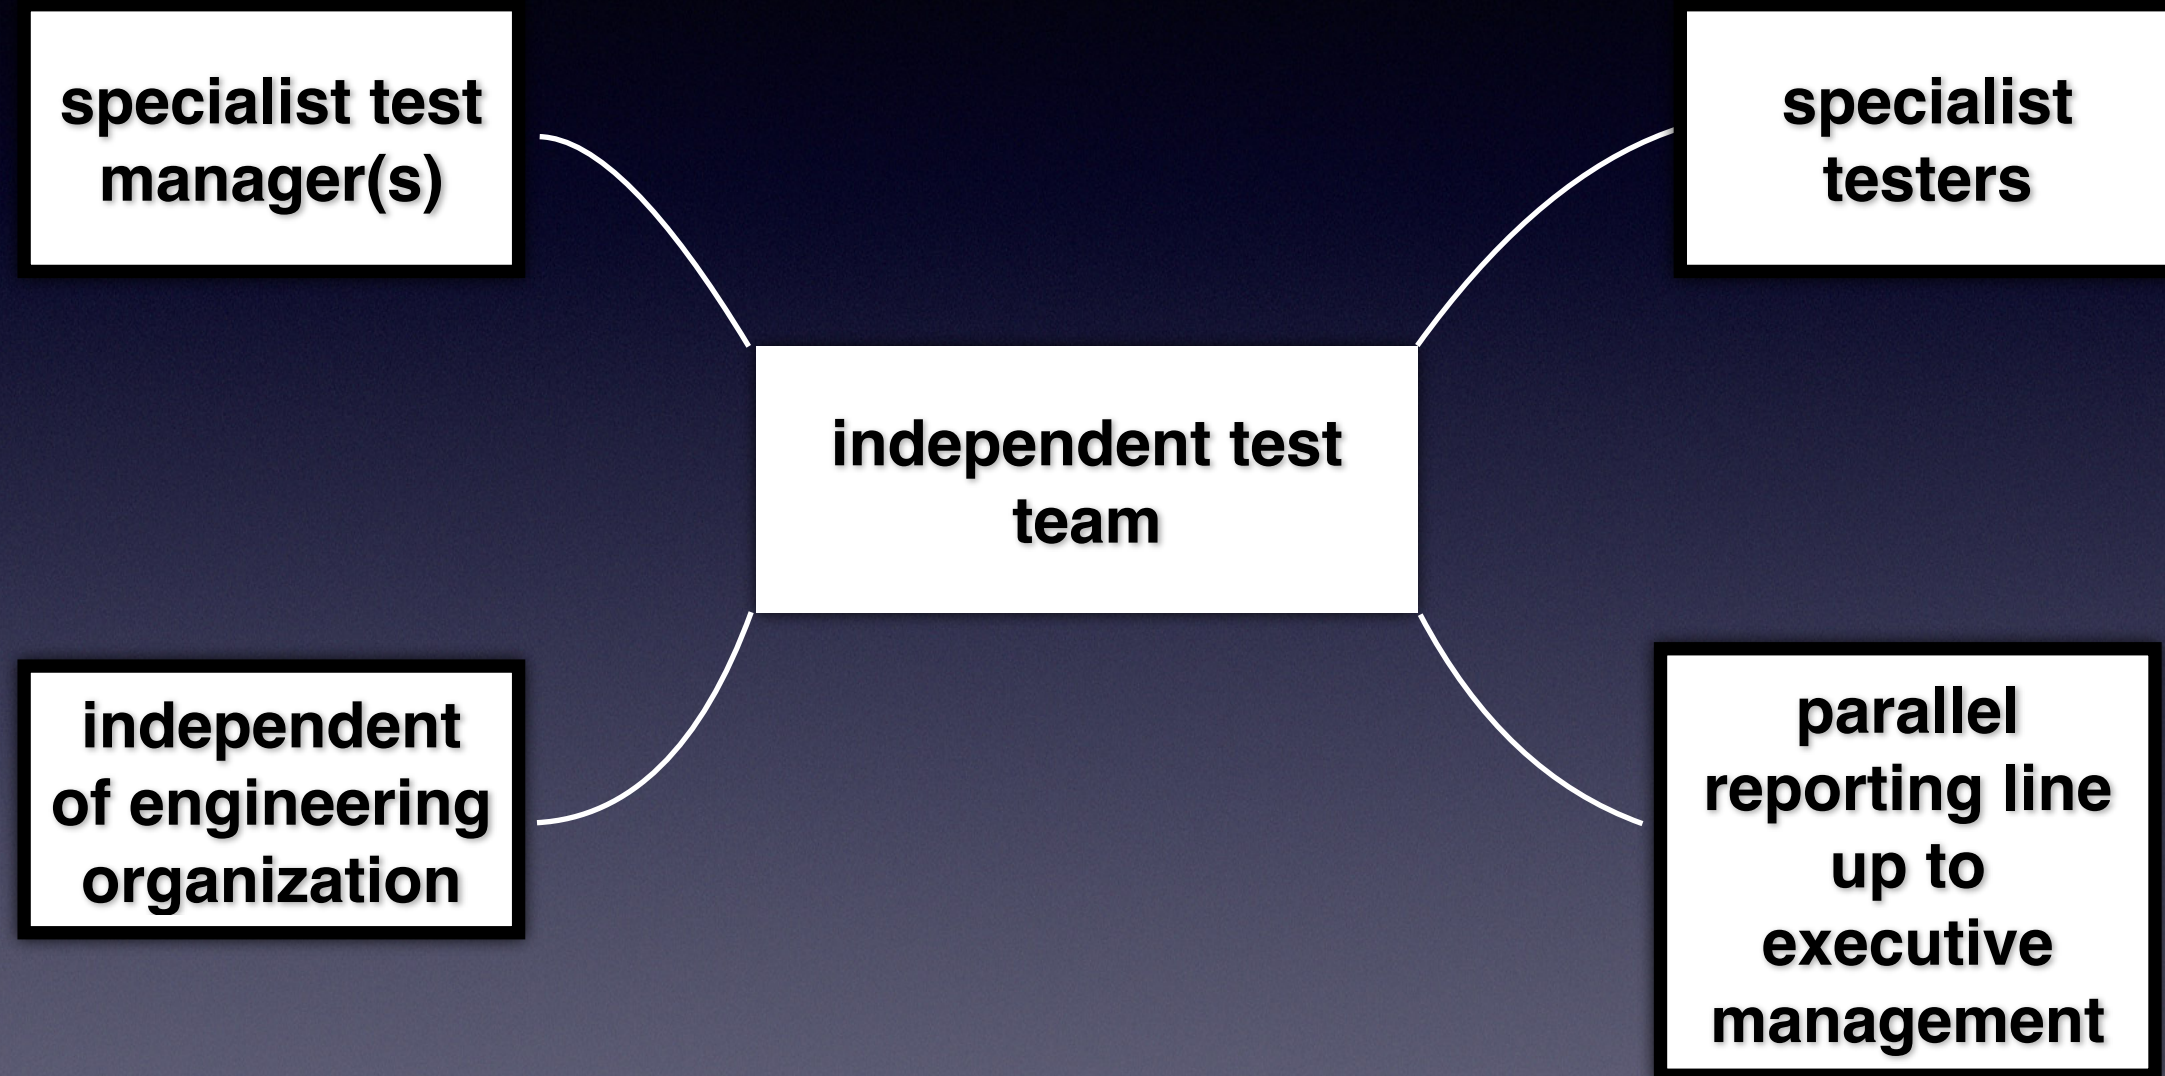 specialist test
manager(s)
specialist
testers
independent test
team
independent
of engineering
organization
parallel
reporting line
up to
executive
management